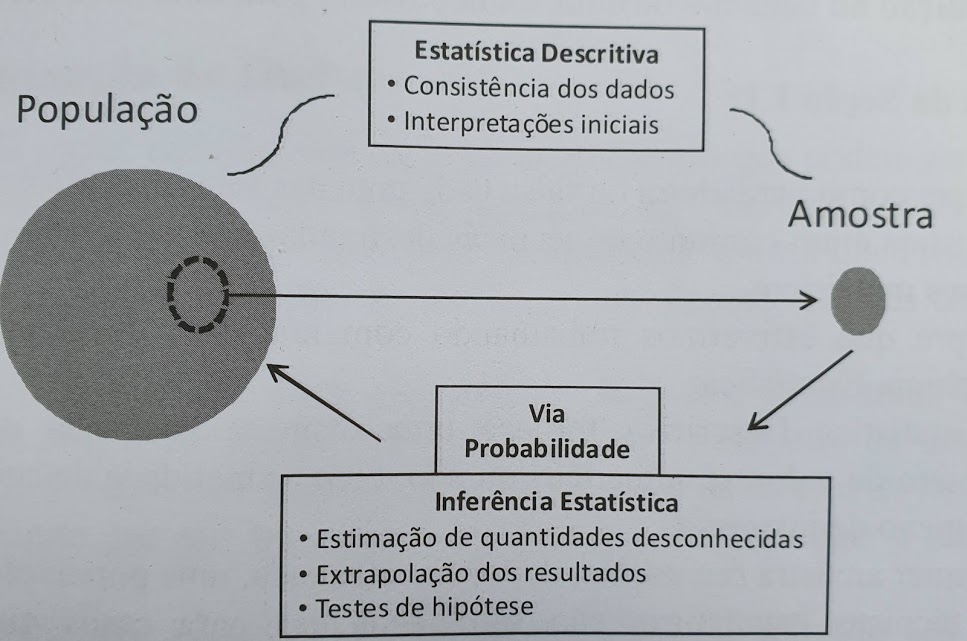 Estatística Descritiva
• Consistência dos dados
• Interpretações iniciais
População
Amostra
Via
Probabilidade
Inferência Estatística
• Estimação de quantidades desconhecidas
• Extrapolação dos resultados
• Testes de hipótese